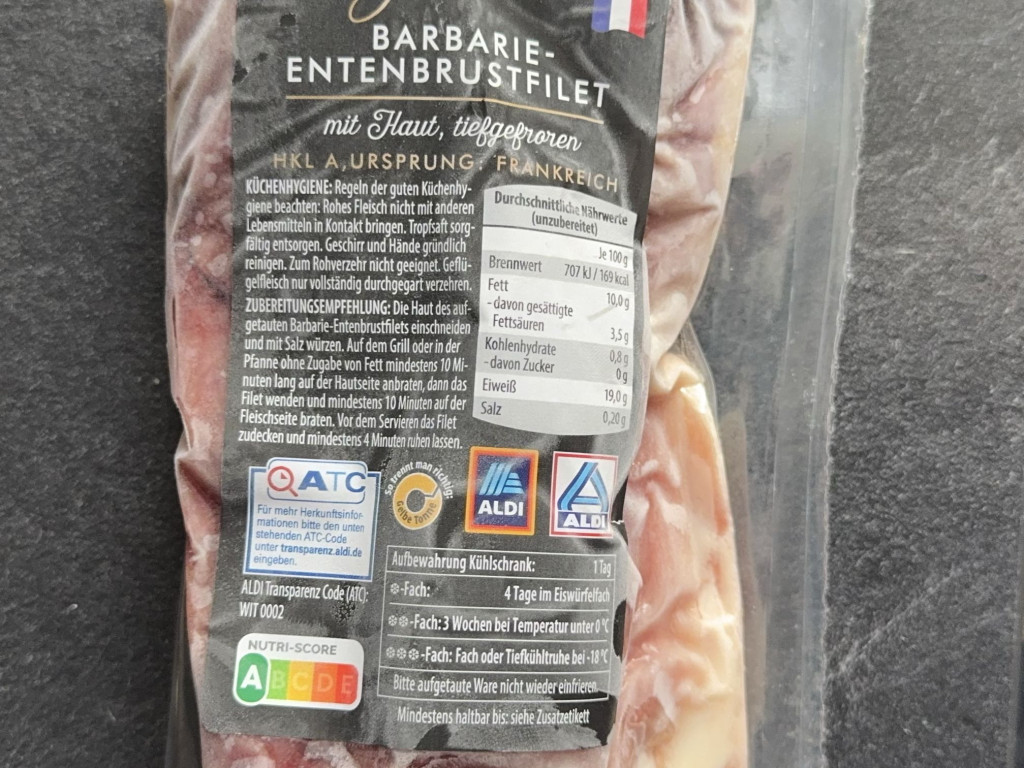 BARBARIE-
ENTENBRUSTFILET
mit Haut, tiefgefroren
HKL A, URSPRUNG: FRANKREICH
KÜCHENHYGIENE: Regeln der guten Küchenhy-
giene beachten: Rohes Fleisch nicht mit anderen
Lebensmitteln in Kontakt bringen. Tropfsaft sorg-
fältig entsorgen. Geschirr und Hände gründlich
reinigen. Zum Rohverzehr nicht geeignet. Geflü-
gelfleisch nur vollständig durchgegart verzehren.
ZUBEREITUNGSEMPFEHLUNG: Die Haut des auf-
getauten Barbarie-Entenbrustfilets einschneiden
und mit Salz würzen. Auf dem Grill oder in der
Pfanne ohne Zugabe von Fett mindestens 10 Mi-
nuten lang auf der Hautseite anbraten, dann das
Filet wenden und mindestens 10 Minuten auf der
Fleischseite braten. Vor dem Servieren das Filet
zudecken und mindestens 4 Minuten ruhen lassen.
Durchschnittliche Nährwerte
(unzubereitet)
Je 100 g
Brennwert 707 kJ / 169 kcal
Fett 10,0 g
- davon gesättigte
Fettsäuren 3,5 g
Kohlenhydrate 0,8 g
- davon Zucker 0 g
Eiweiß 19,0 g
Salz 0,20 g
ATC
Für mehr Herkunftsinfor-
mationen bitte den unten
stehenden ATC-Code
unter transparenz.aldi.de
eingeben.
ALDI Transparenz Code (ATC):
WIT 0002
So trennt man richtig:
Gelbe Tonne
ALDI
ALDI
Aufbewahrung Kühlschrank: 1 Tag
-Fach: 4 Tage im Eiswürfelfach
-Fach: 3 Wochen bei Temperatur unter 0 °C
-Fach: Fach oder Tiefkühltruhe bei -18 °C
Bitte aufgetaute Ware nicht wieder einfrieren.
Mindestens haltbar bis: siehe Zusatzetikett
NUTRI-SCORE
A B C D E